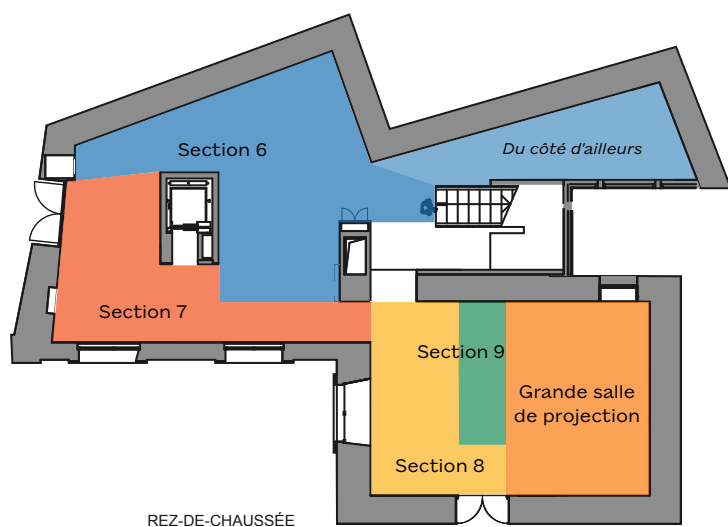 Section 6
Du côté d'ailleurs
Section 7
Section 9
Grande salle
de projection
Section 8
REZ-DE-CHAUSSÉE